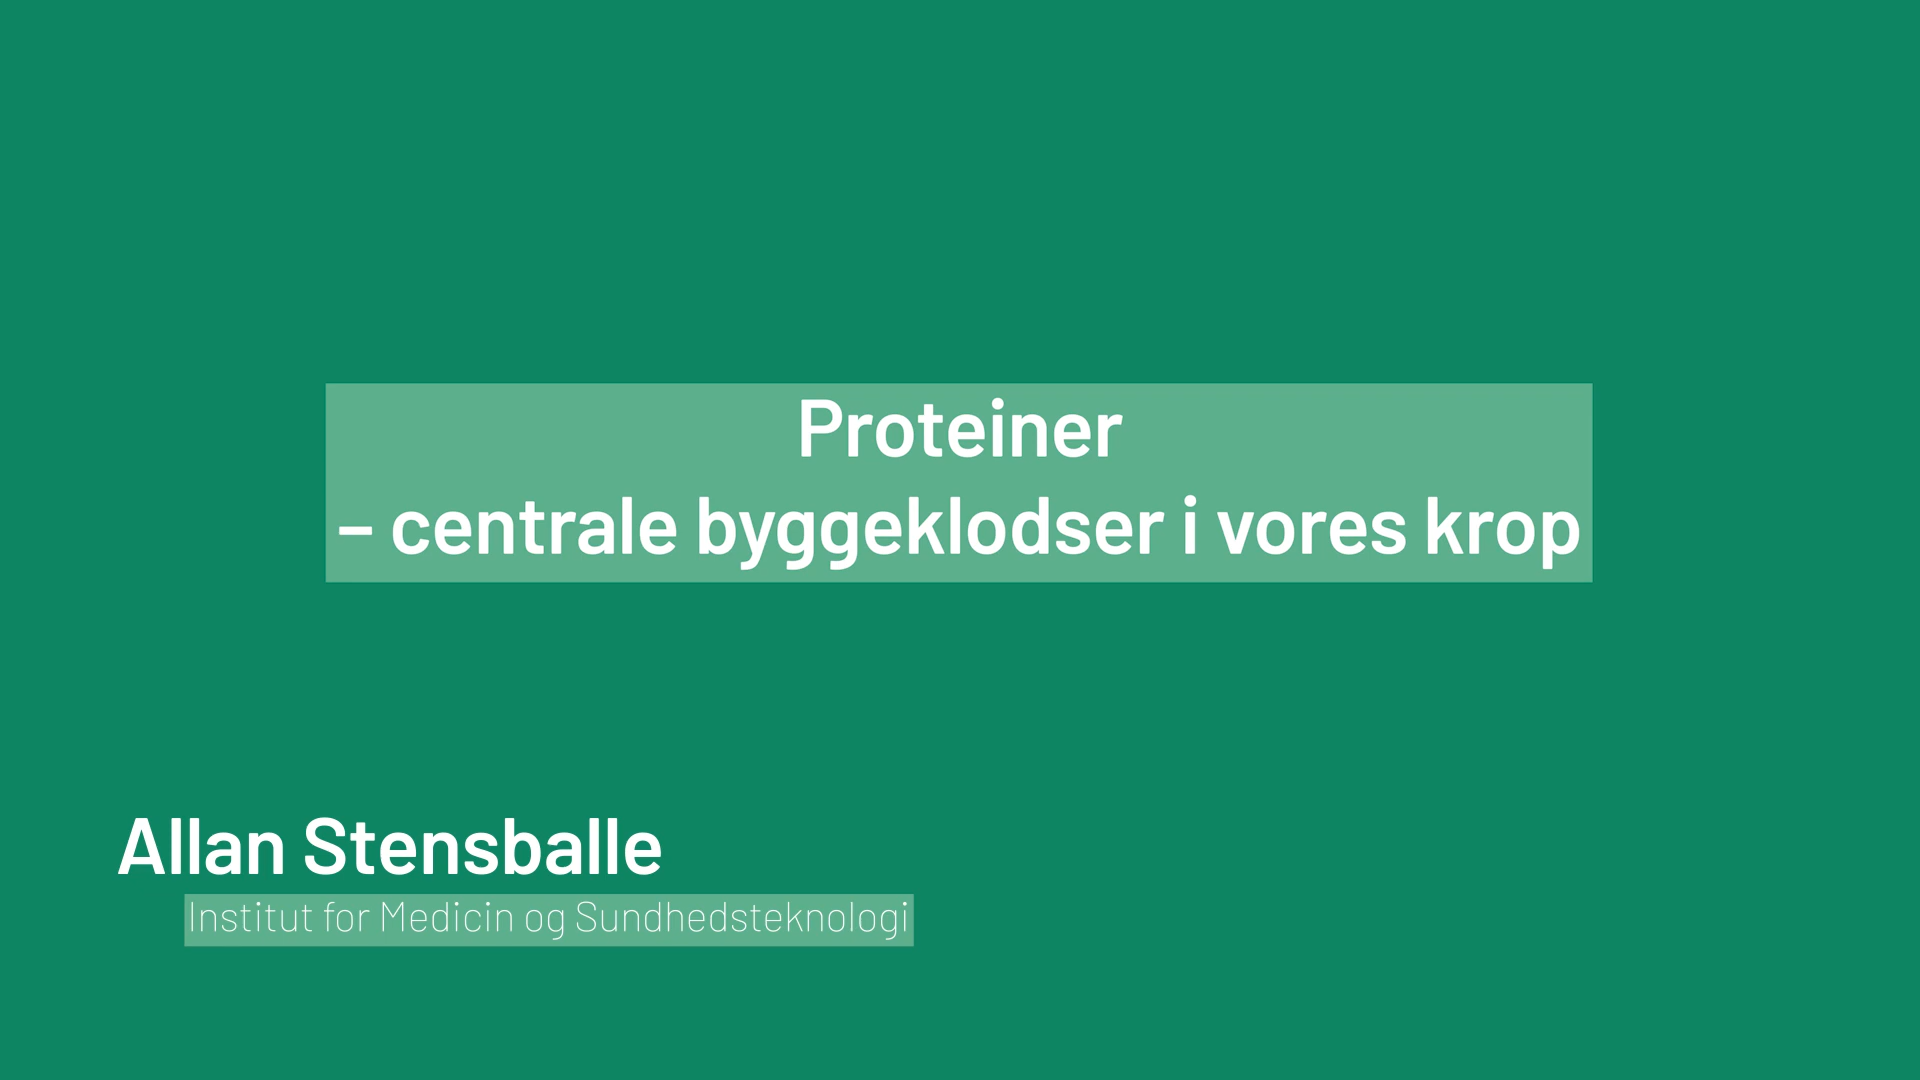 Proteiner
– centrale byggeklodser i vores krop
Allan Stensballe
Institut for Medicin og Sundhedsteknologi